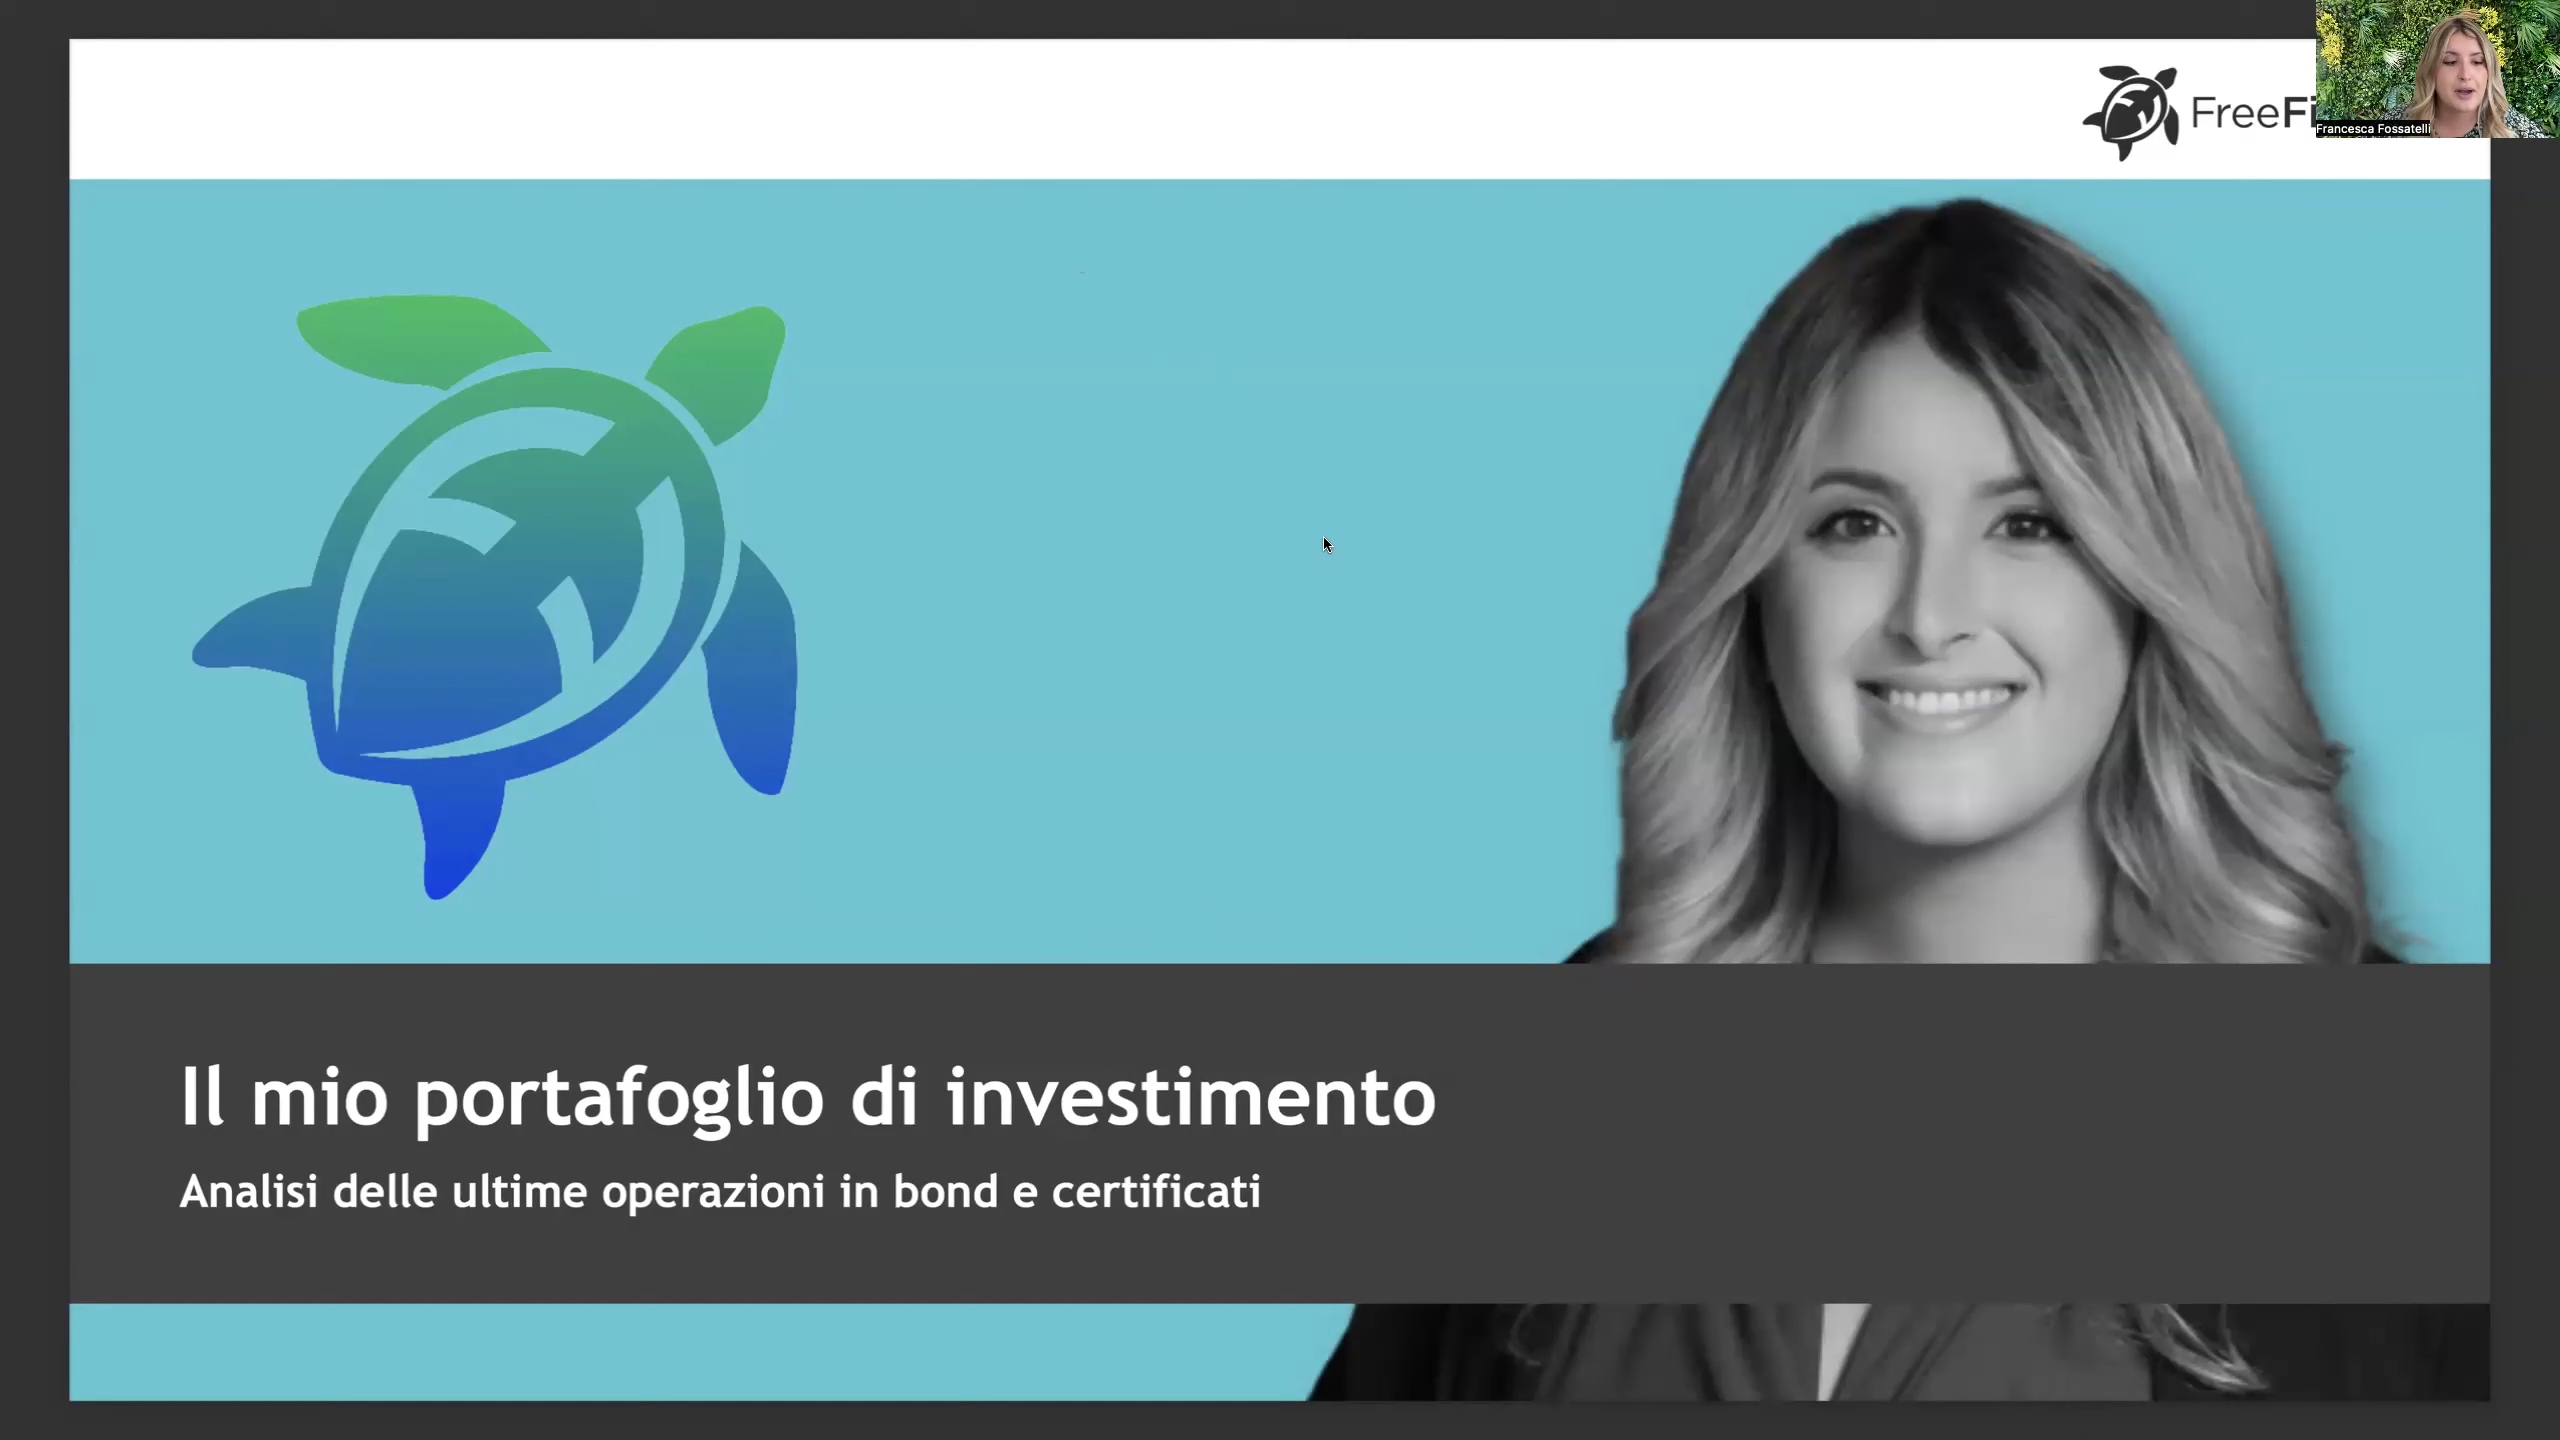 FreeFi
Francesca Fossatelli
Il mio portafoglio di investimento
Analisi delle ultime operazioni in bond e certificati